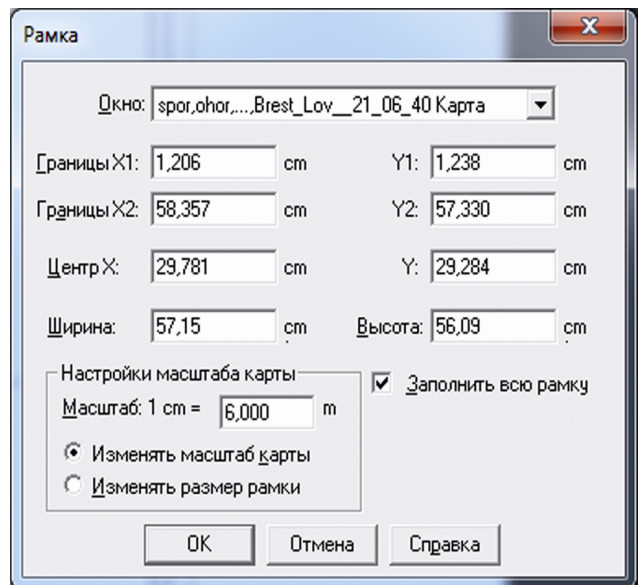 Рамка
Окно: spor,ohor,...,Brest_Lov__21_06_40 Карта
Границы X1: 1,206 cm Y1: 1,238 cm
Границы X2: 58,357 cm Y2: 57,330 cm
Центр X: 29,781 cm Y: 29,284 cm
Ширина: 57,15 cm Высота: 56,09 cm
Настройки масштаба карты
Масштаб: 1 cm = 6,000 m
Заполнить всю рамку
Изменять масштаб карты
Изменять размер рамки
OK Отмена Справка